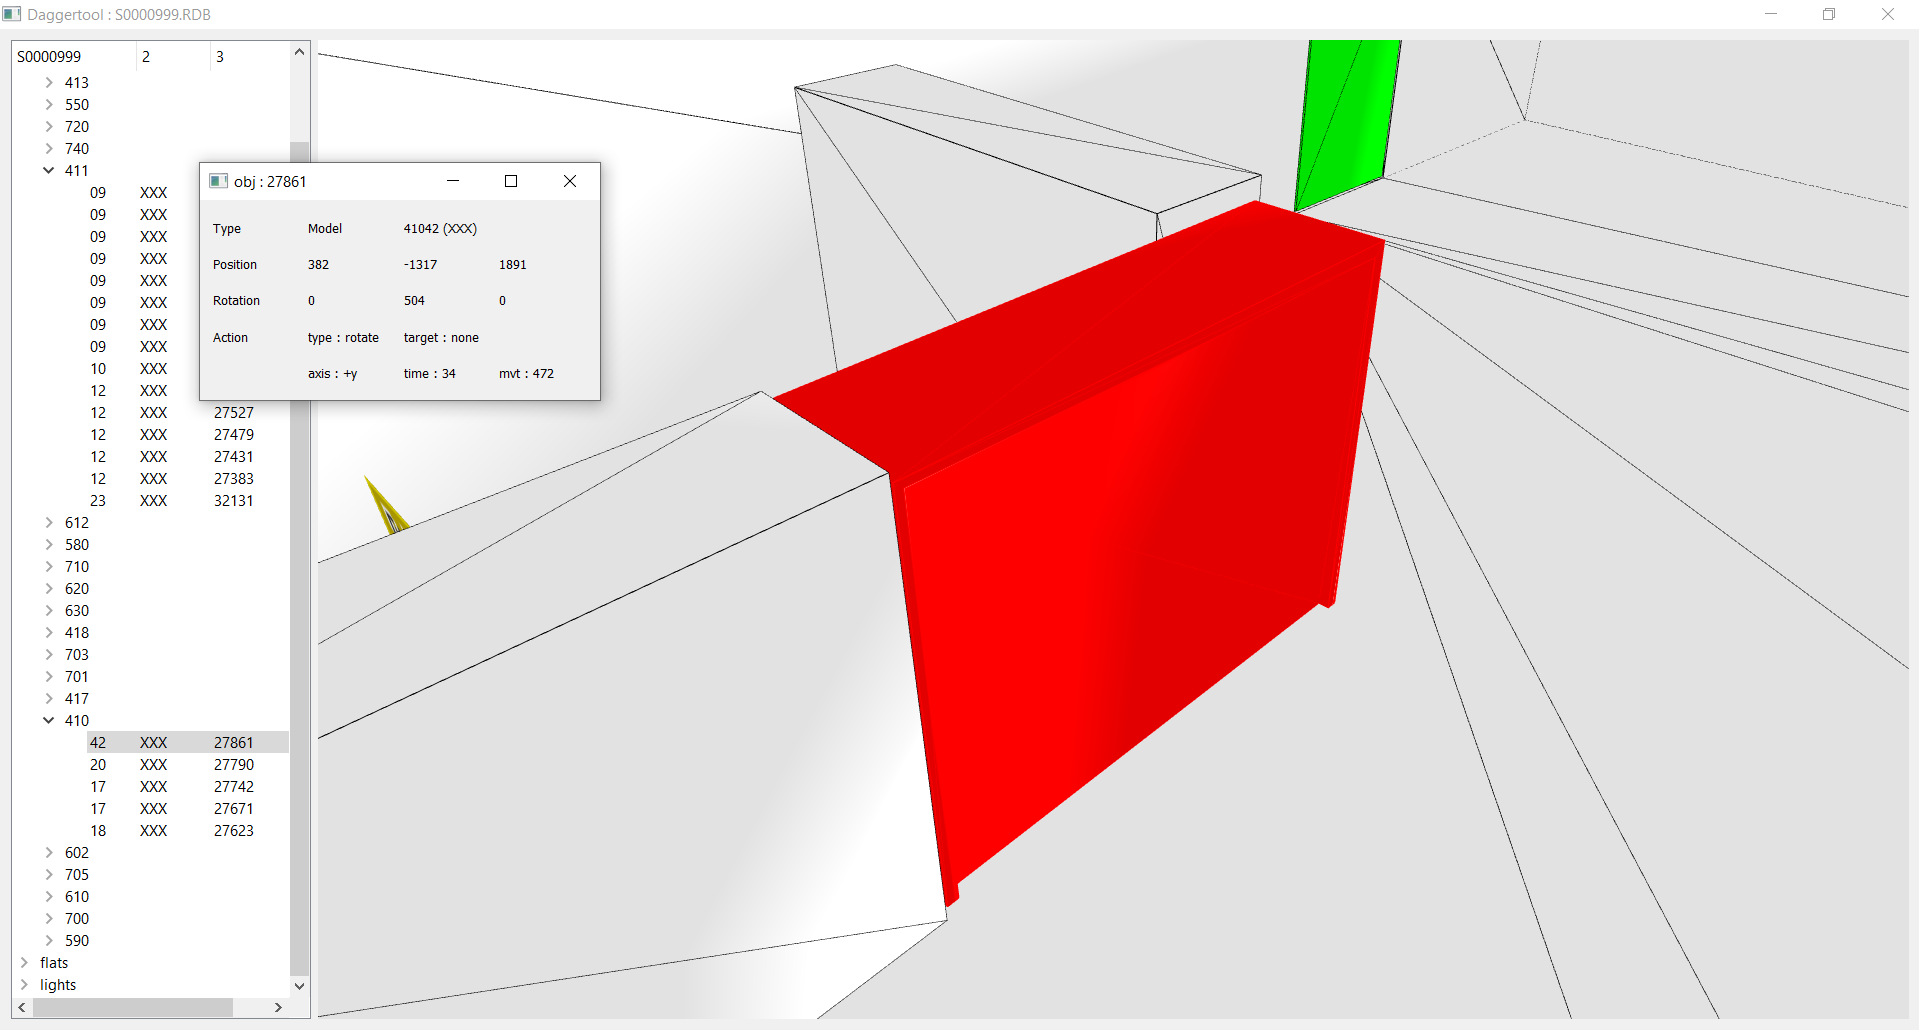 Daggertool : S0000999.RDB
S0000999 2 3
413
550
720
740
411
09 XXX
09 XXX
09 XXX
09 XXX
09 XXX
09 XXX
09 XXX
09 XXX
10 XXX
12 XXX
12 XXX 27527
12 XXX 27479
12 XXX 27431
12 XXX 27383
23 XXX 32131
612
580
710
620
630
418
703
701
417
410
42 XXX 27861
20 XXX 27790
17 XXX 27742
17 XXX 27671
18 XXX 27623
602
705
610
700
590
flats
lights
obj : 27861
Type Model 41042 (XXX)
Position 382 -1317 1891
Rotation 0 504 0
Action type : rotate target : none
axis : +y time : 34 mvt : 472